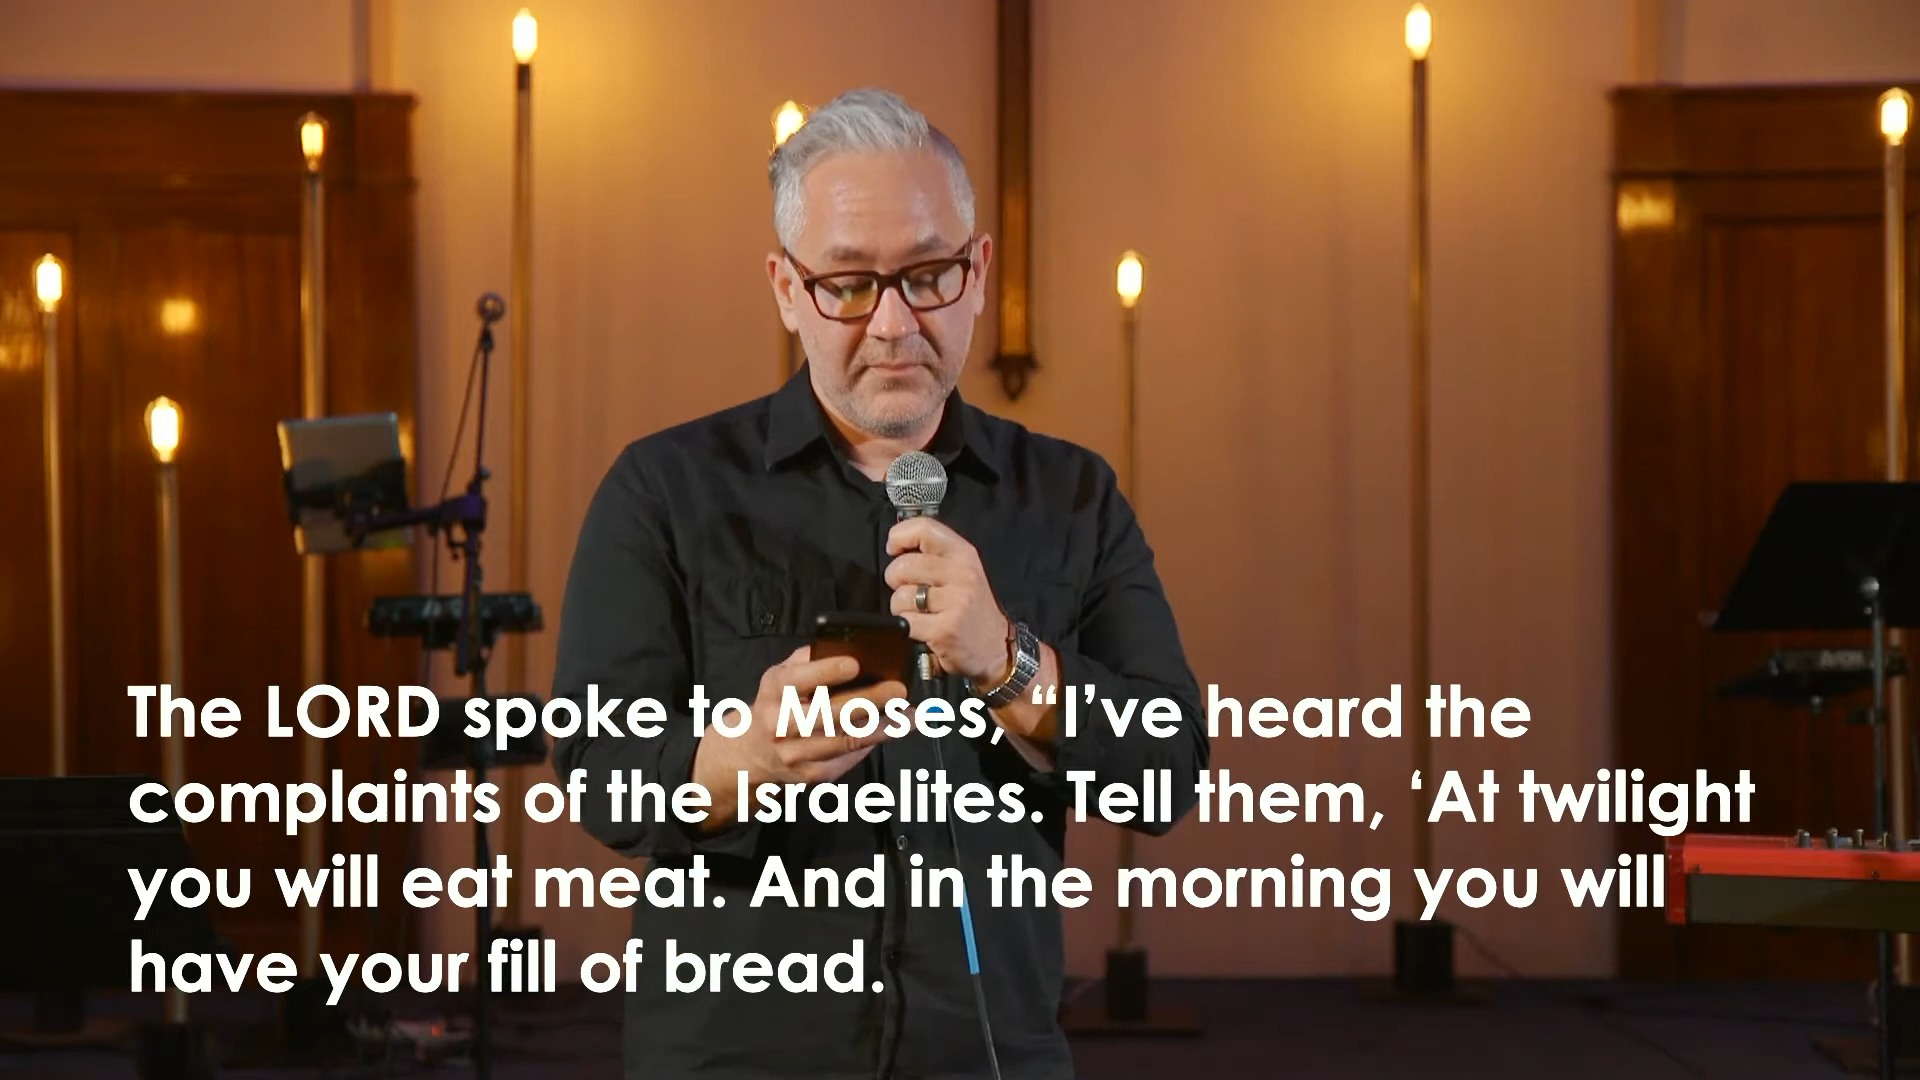 The LORD spoke to Moses, “I’ve heard the
complaints of the Israelites. Tell them, ‘At twilight
you will eat meat. And in the morning you will
have your fill of bread.